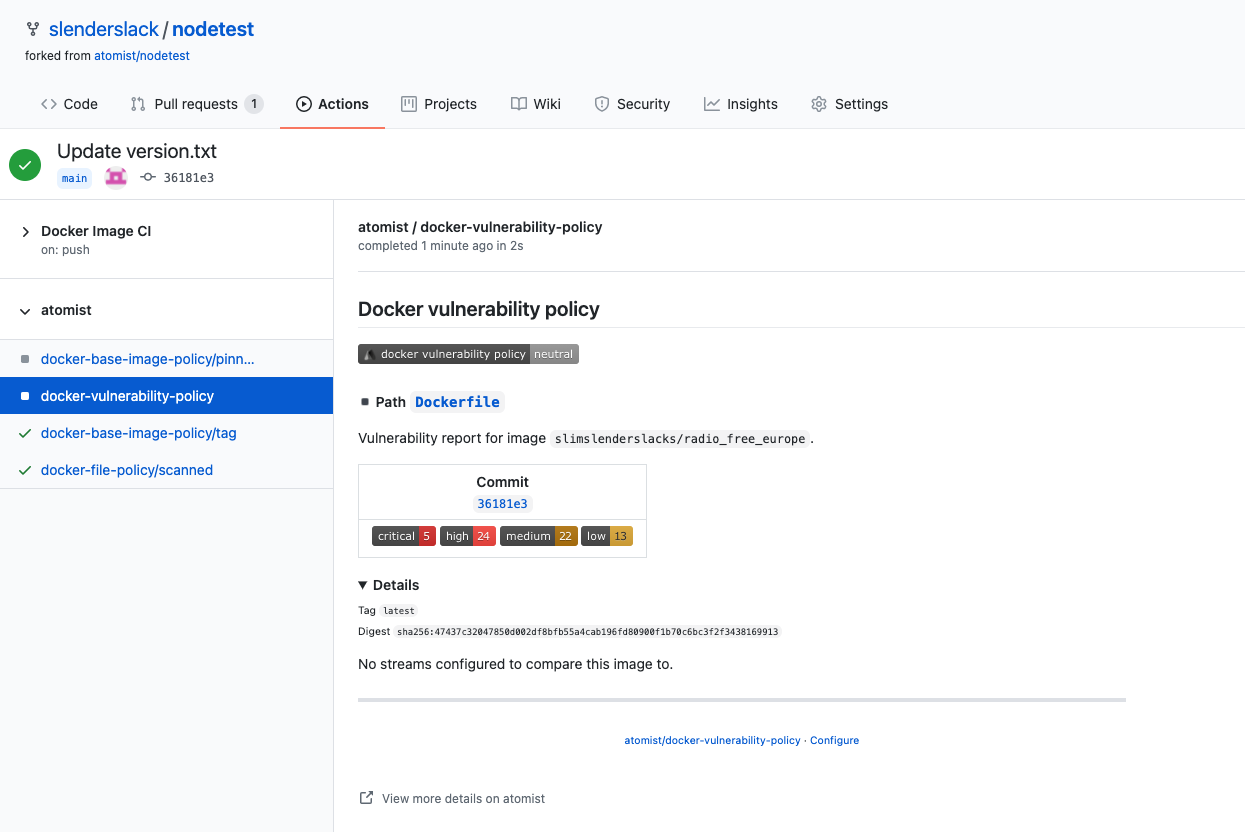 slenderslack / nodetest
forked from atomist/nodetest
Code Pull requests 1 Actions Projects Wiki Security Insights Settings
Update version.txt
main 36181e3
Docker Image CI
on: push
atomist
docker-base-image-policy/pinn...
docker-vulnerability-policy
docker-base-image-policy/tag
docker-file-policy/scanned
atomist / docker-vulnerability-policy
completed 1 minute ago in 2s
Docker vulnerability policy
docker vulnerability policy neutral
Path Dockerfile
Vulnerability report for image slimslenderslacks/radio_free_europe .
Commit
36181e3
critical 5 high 24 medium 22 low 13
Details
Tag latest
Digest sha256:47437c32047850d002df8bfb55a4cab196fd80900f1b70c6bc3f2f3438169913
No streams configured to compare this image to.
atomist/docker-vulnerability-policy · Configure
View more details on atomist